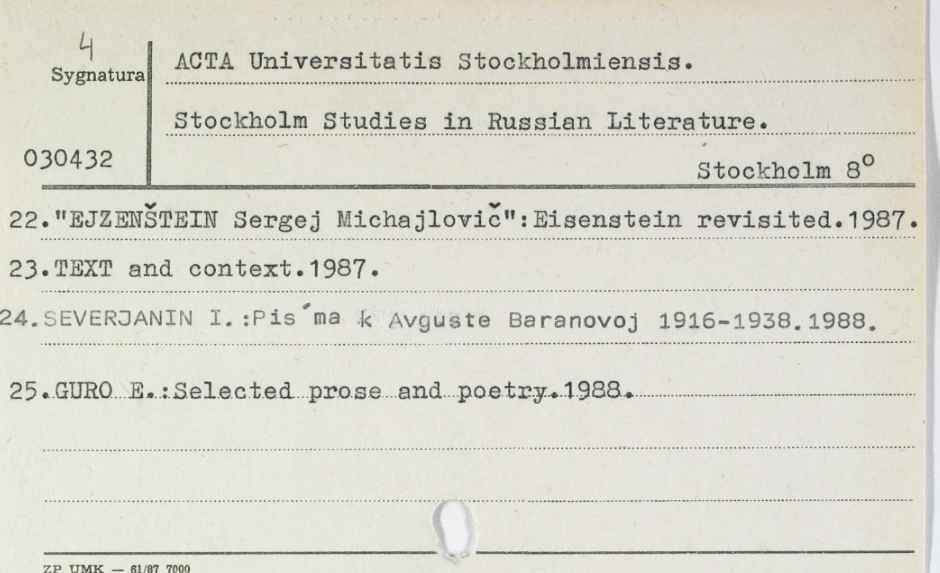 4
Sygnatura
ACTA Universitatis Stockholmiensis.
Stockholm Studies in Russian Literature.
030432
Stockholm 8º
22."EJZENŠTEIN Sergej Michajlovič":Eisenstein revisited.1987.
23.TEXT and context.1987.
24.SEVERJANIN I.:Pis´ma k Avguste Baranovoj 1916-1938.1988.
25.GURO E.:Selected prose and poetry.1988.
ZP UMK — 61/87 7000